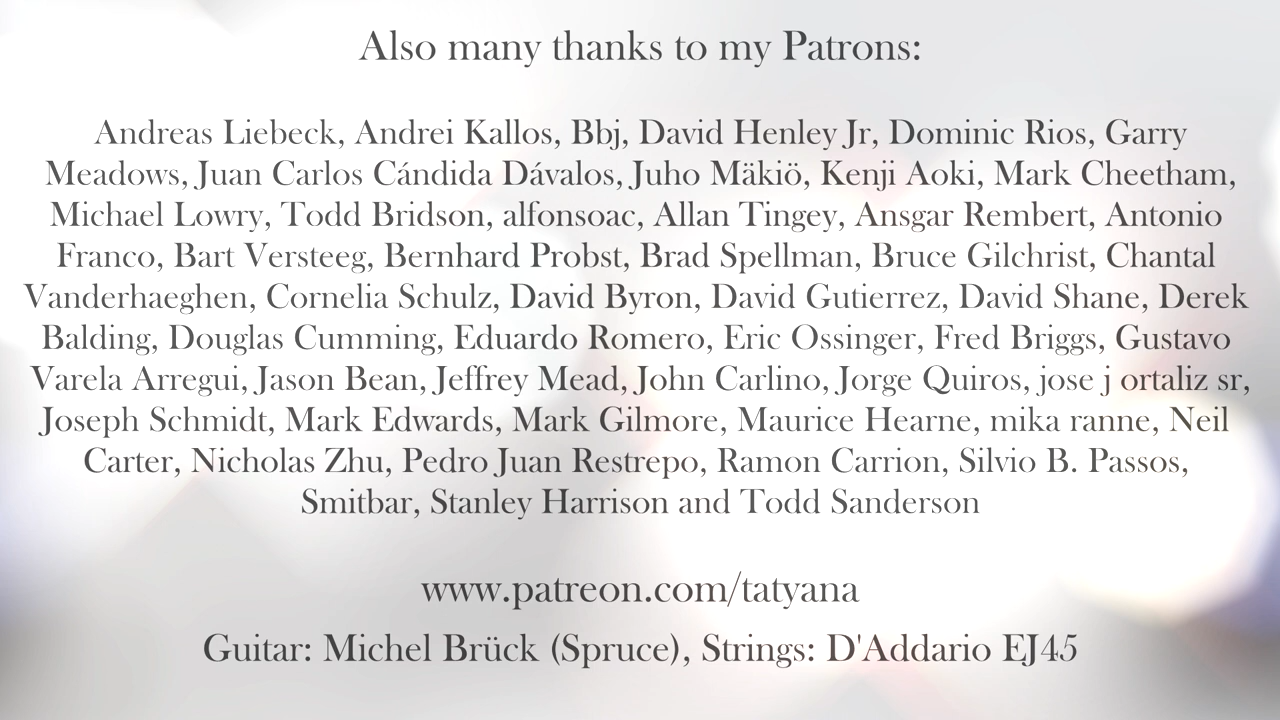 Also many thanks to my Patrons:
Andreas Liebeck, Andrei Kallos, Bbj, David Henley Jr, Dominic Rios, Garry
Meadows, Juan Carlos Cándida Dávalos, Juho Mäkiö, Kenji Aoki, Mark Cheetham,
Michael Lowry, Todd Bridson, alfonsoac, Allan Tingey, Ansgar Rembert, Antonio
Franco, Bart Versteeg, Bernhard Probst, Brad Spellman, Bruce Gilchrist, Chantal
Vanderhaeghen, Cornelia Schulz, David Byron, David Gutierrez, David Shane, Derek
Balding, Douglas Cumming, Eduardo Romero, Eric Ossinger, Fred Briggs, Gustavo
Varela Arregui, Jason Bean, Jeffrey Mead, John Carlino, Jorge Quiros, jose j ortaliz sr,
Joseph Schmidt, Mark Edwards, Mark Gilmore, Maurice Hearne, mika ranne, Neil
Carter, Nicholas Zhu, Pedro Juan Restrepo, Ramon Carrion, Silvio B. Passos,
Smitbar, Stanley Harrison and Todd Sanderson
www.patreon.com/tatyana
Guitar: Michel Brück (Spruce), Strings: D'Addario EJ45